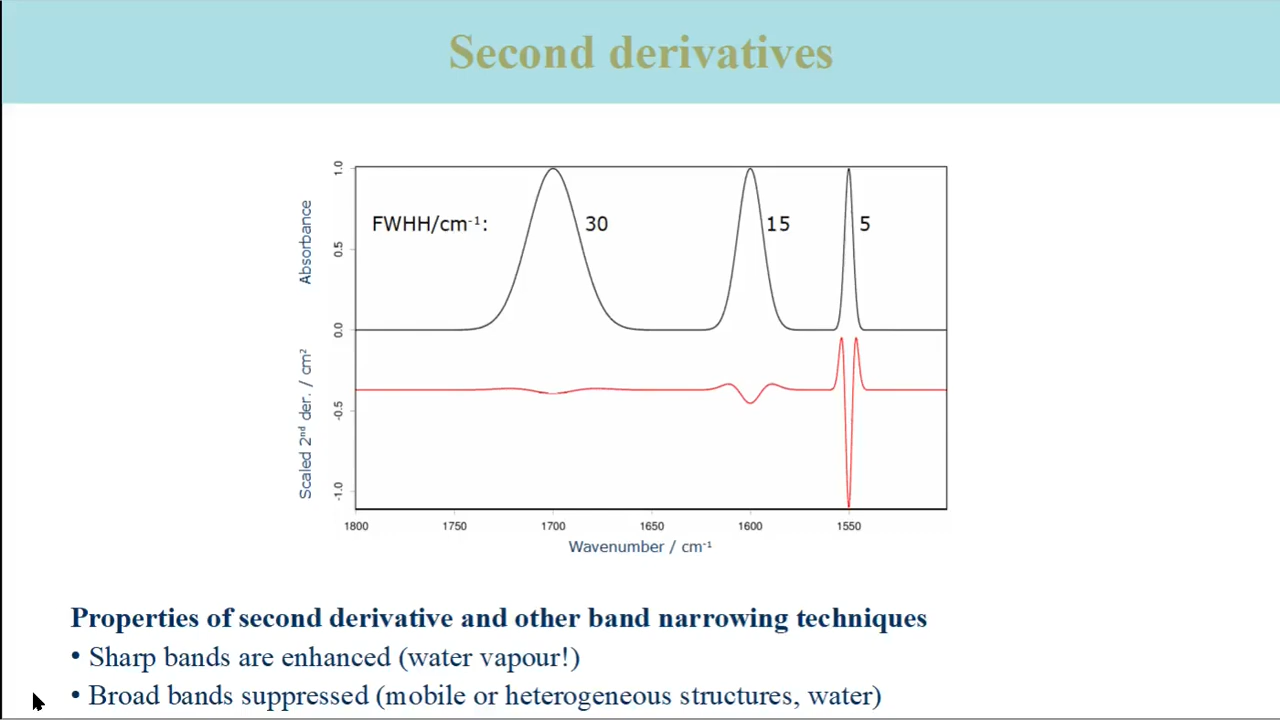 Second derivatives
1.0
0.5
0.0
-0.5
-1.0
Absorbance
Scaled 2ⁿᵈ der. / cm²
FWHH/cm⁻¹:
30
15
5
1800
1750
1700
1650
1600
1550
Wavenumber / cm⁻¹
Properties of second derivative and other band narrowing techniques
• Sharp bands are enhanced (water vapour!)
• Broad bands suppressed (mobile or heterogeneous structures, water)